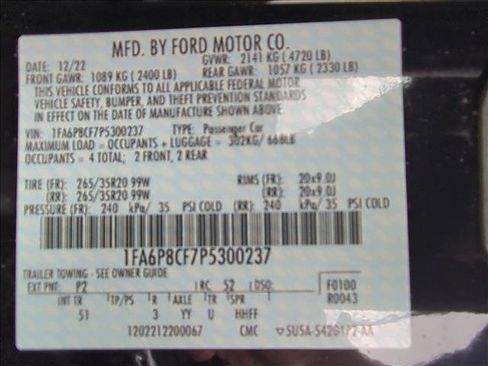 MFD. BY FORD MOTOR CO.
DATE: 12/22 GVWR: 2141 KG (4720 LB)
FRONT GAWR: 1089 KG (2400 LB) REAR GAWR: 1057 KG (2330 LB)
THIS VEHICLE CONFORMS TO ALL APPLICABLE FEDERAL MOTOR
VEHICLE SAFETY, BUMPER, AND THEFT PREVENTION STANDARDS
IN EFFECT ON THE DATE OF MANUFACTURE SHOWN ABOVE.
VIN: 1FA6P8CF7P5300237 TYPE: Passenger Car
MAXIMUM LOAD = OCCUPANTS + LUGGAGE = 302KG/ 668LB
OCCUPANTS = 4 TOTAL; 2 FRONT, 2 REAR
TIRE (FR): 265/35R20 99W RIMS (FR): 20x9.0J
(RR): 265/35R20 99W (RR): 20x9.0J
PRESSURE (FR): 240 kPa/ 35 PSI COLD (RR): 240 kPa/ 35 PSI COLD
1FA6P8CF7P5300237
TRAILER TOWING - SEE OWNER GUIDE
EXT PNT: P2 RC: 52 DSO: F0100
INT TR TP/PS R AXLE TR SPR R0043
51 3 YY U HHFF
1202212200067 CMC